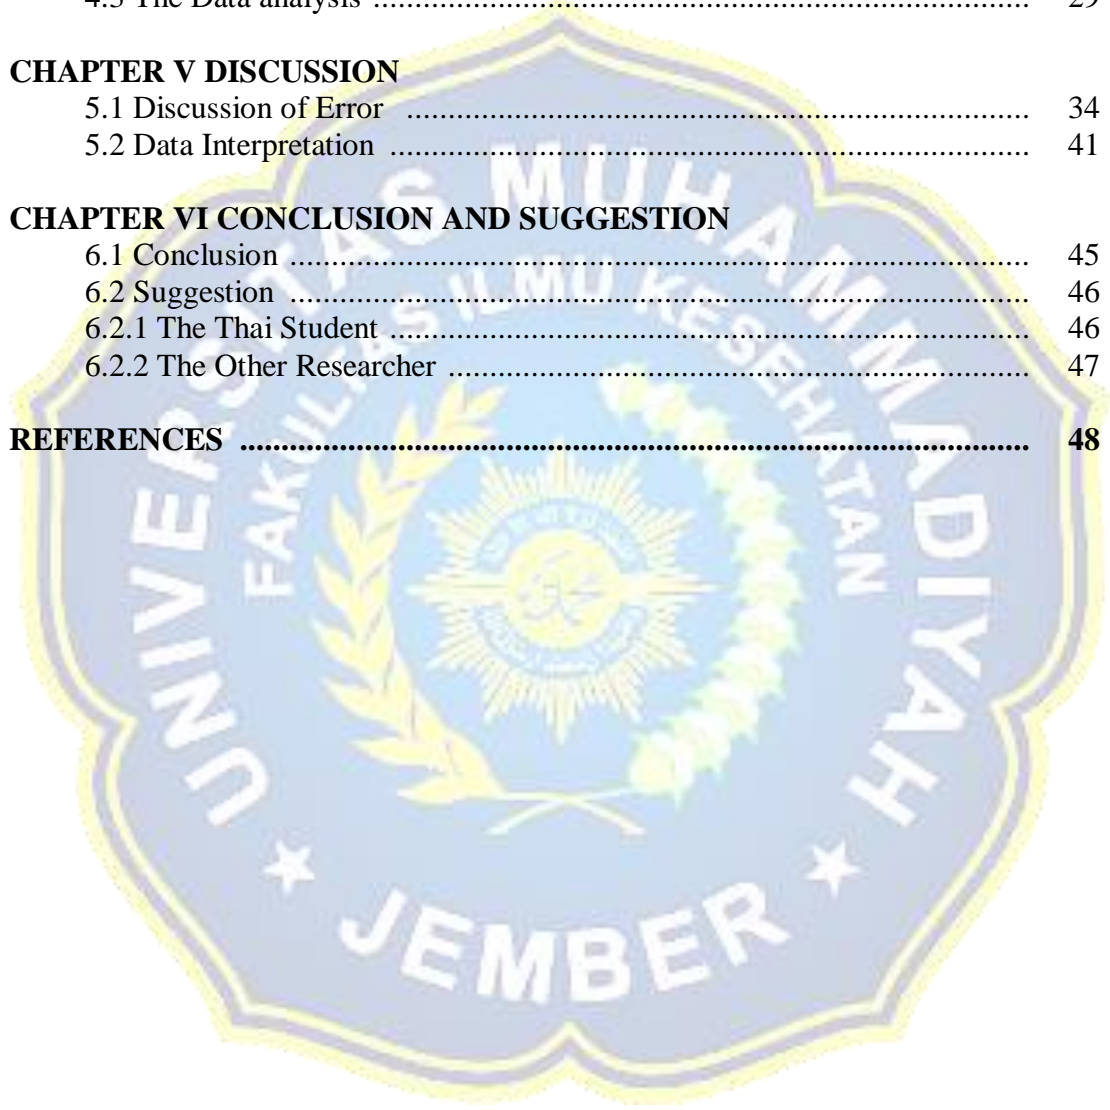 4.3 The Data analysis .................................................................................... 29
CHAPTER V DISCUSSION
5.1 Discussion of Error .................................................................................... 34
5.2 Data Interpretation .................................................................................... 41
CHAPTER VI CONCLUSION AND SUGGESTION
6.1 Conclusion .................................................................................... 45
6.2 Suggestion .................................................................................... 46
6.2.1 The Thai Student .................................................................................... 46
6.2.2 The Other Researcher .................................................................................... 47
REFERENCES .................................................................................... 48
UNIVERSITAS MUHAMMADIYAH
FAKULTAS ILMU KESEHATAN
JEMBER